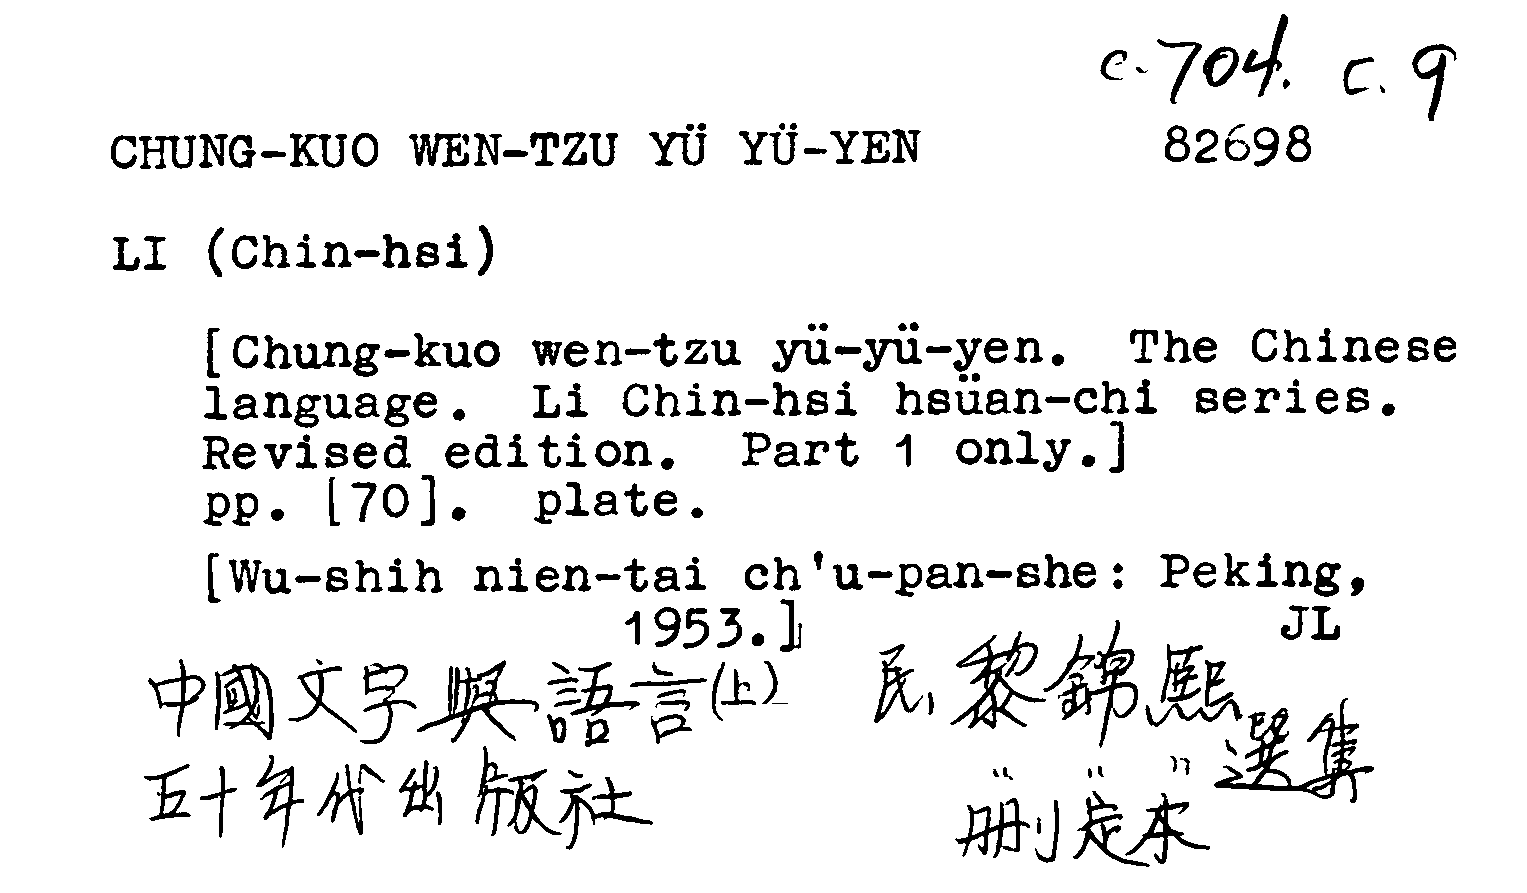 c.704. c.9
CHUNG-KUO WEN-TZU YÜ YÜ-YEN 82698
LI (Chin-hsi)
[Chung-kuo wen-tzu yü-yü-yen. The Chinese
language. Li Chin-hsi hsüan-chi series.
Revised edition. Part 1 only.]
pp. [70]. plate.
[Wu-shih nien-tai ch'u-pan-she: Peking,
1953.]
JL
中國文字與語言(上) 民、黎錦熙
" " " 選集
五十年代出版社 刪定本